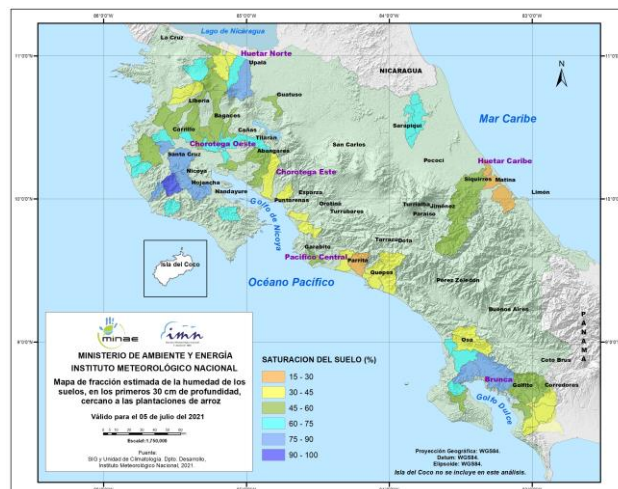 Lago de Nicaragua
La Cruz
Huetar Norte
Upala
NICARAGUA
N
Guatuso
Liberia
Bagaces
Mar Caribe
Carrillo
Cañas
Sarapiquí
Tilarán
Chorotega Oeste
Abangares
San Carlos
Santa Cruz
Pococí
Huetar Caribe
Nicoya
Chorotega Este
Siquirres
Matina
Hojancha
Limón
Nandayure
Esparza
Puntarenas
Orotina
Turrialba
Jiménez
Golfo de Nicoya
Turrubares
Paraíso
Garabito
Tarrazú
Dota
Isla del Coco
Pacífico Central
Parrita
Océano Pacífico
Quepos
Pérez Zeledón
Buenos Aires
PANAMÁ
Osa
Coto Brus
Brunca
Golfito
Corredores
Golfo Dulce
minae
imn
MINISTERIO DE AMBIENTE Y ENERGÍA
INSTITUTO METEOROLÓGICO NACIONAL
Mapa de fracción estimada de la humedad de los
suelos, en los primeros 30 cm de profundidad,
cercano a las plantaciones de arroz
Válido para el 05 de julio del 2021
Escala:1:750.000
Fuente:
SIG y Unidad de Climatología. Dpto. Desarrollo,
Instituto Meteorológico Nacional, 2021.
SATURACION DEL SUELO (%)
15 - 30
30 - 45
45 - 60
60 - 75
75 - 90
90 - 100
Proyección Geográfica: WGS84.
Datum: WGS84.
Elipsoide: WGS84.
Isla del Coco no se incluye en este análisis.